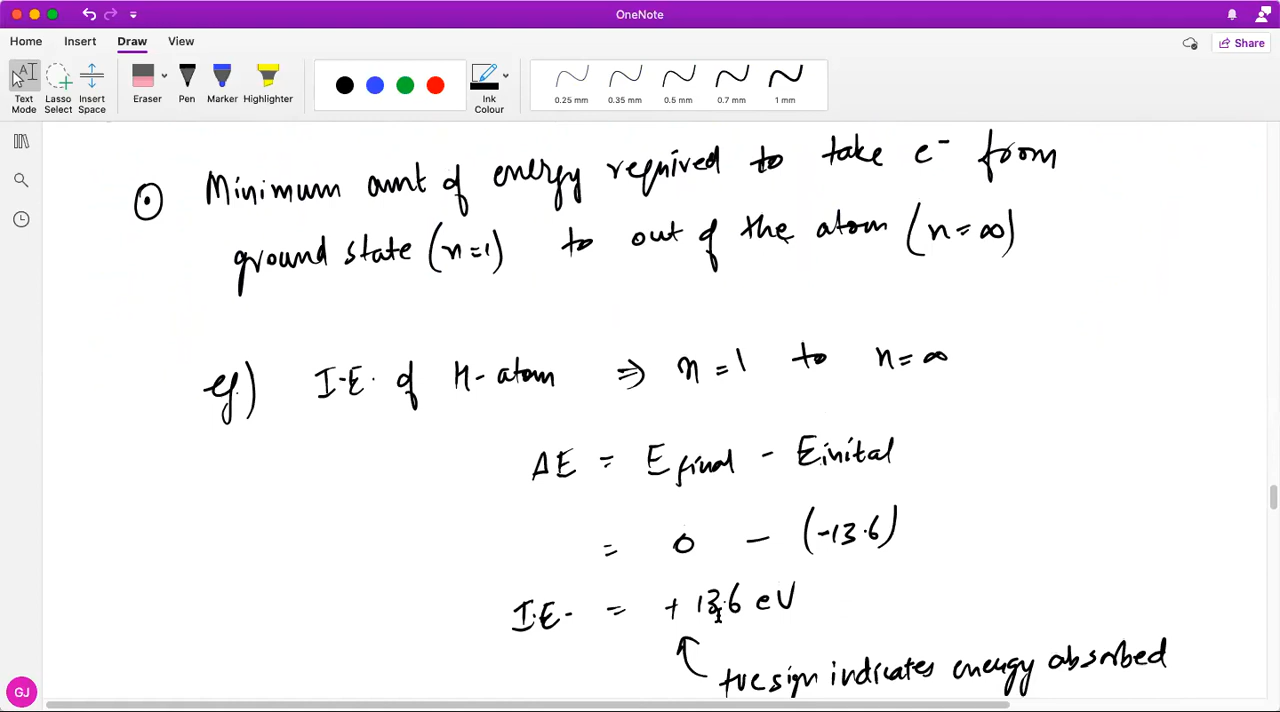 OneNote
Home Insert Draw View
Share
Text Mode
Lasso Select
Insert Space
Eraser
Pen
Marker
Highlighter
Ink Colour
0.25 mm 0.35 mm 0.5 mm 0.7 mm 1 mm
Minimum amt of energy required to take e⁻ from
ground state (n=1) to out of the atom (n=∞)
eg.) I.E. of H-atom ⇒ n=1 to n=∞
ΔE = Efinal - Einital
= 0 - (-13.6)
I.E. = +13.6 eV
+ve sign indicates energy absorbed
GJ